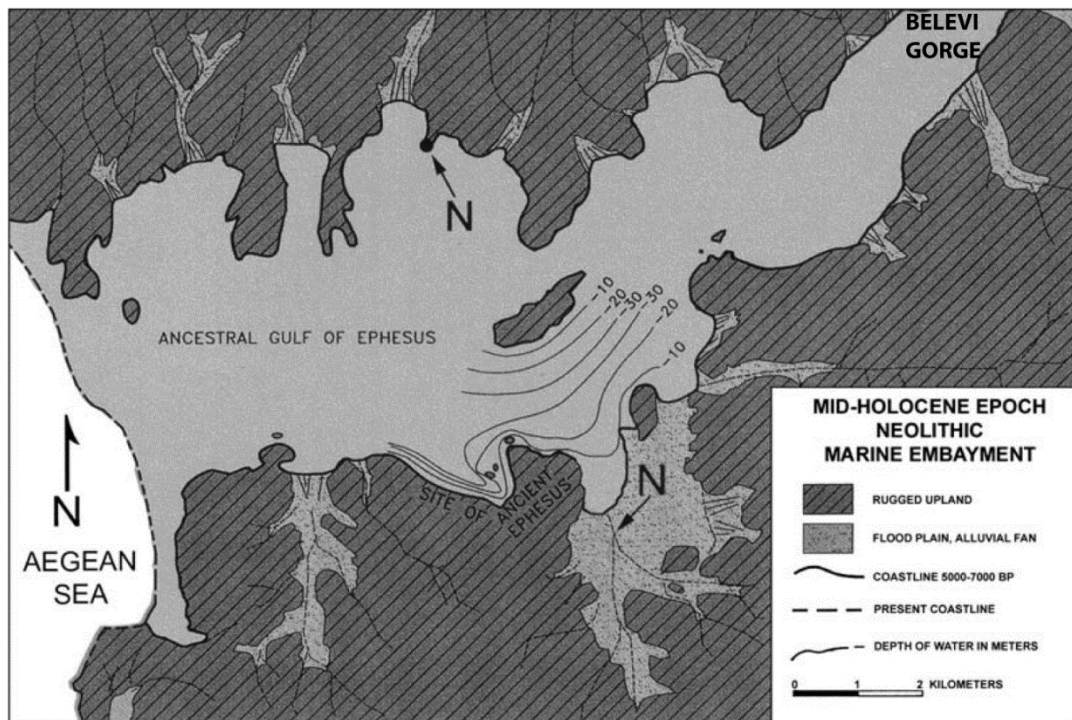 BELEVI
GORGE
N
ANCESTRAL GULF OF EPHESUS
-10
-20
-30
-30
-20
-10
SITE OF ANCIENT
EPHESUS
N
N
AEGEAN
SEA
MID-HOLOCENE EPOCH
NEOLITHIC
MARINE EMBAYMENT
RUGGED UPLAND
FLOOD PLAIN, ALLUVIAL FAN
COASTLINE 5000-7000 BP
PRESENT COASTLINE
DEPTH OF WATER IN METERS
0 1 2 KILOMETERS